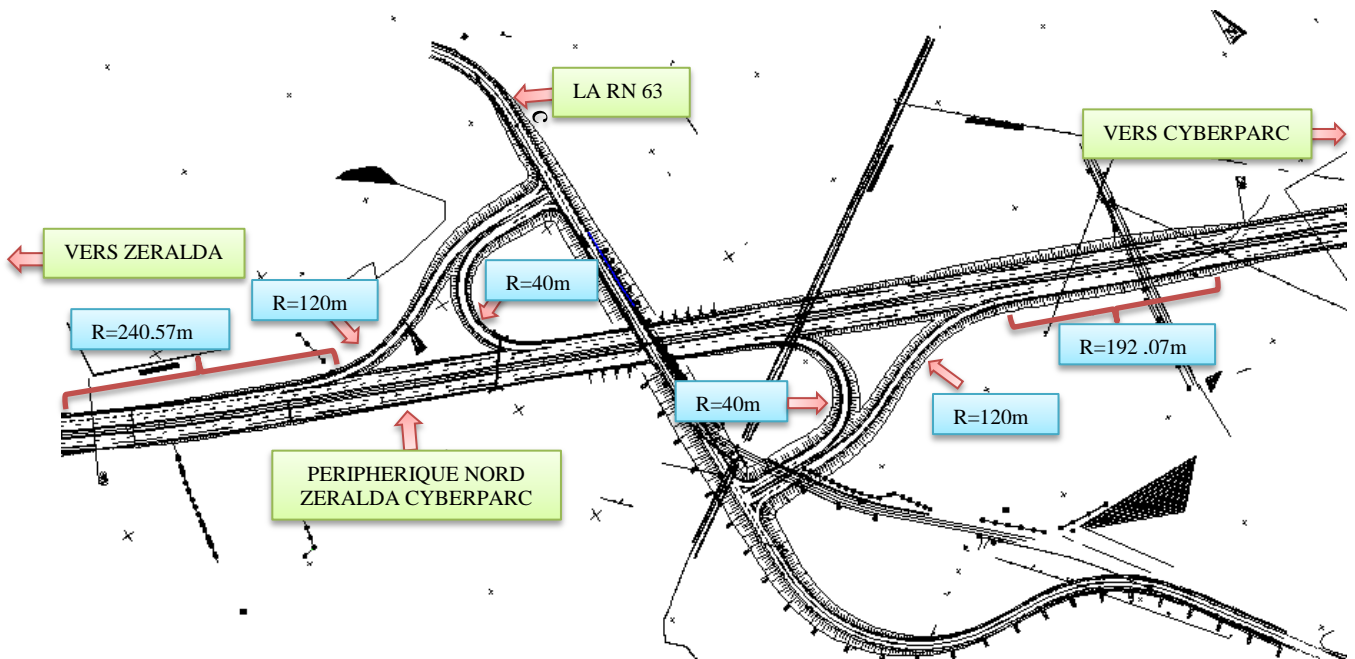 LA RN 63
C
VERS CYBERPARC
VERS ZERALDA
R=40m
R=120m
R=240.57m
R=192 .07m
R=40m
R=120m
PERIPHERIQUE NORD
ZERALDA CYBERPARC